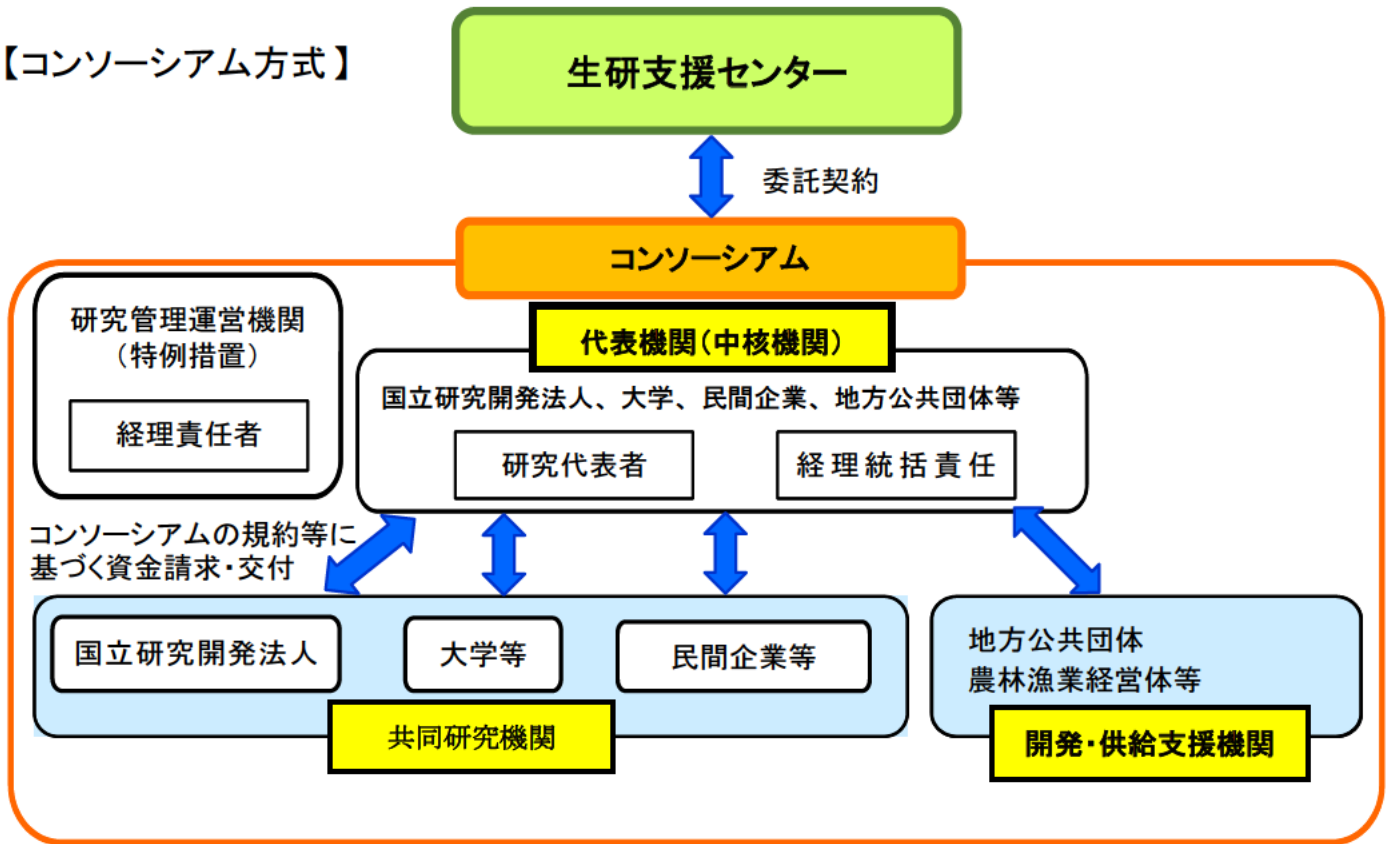 【コンソーシアム方式】
生研支援センター
委託契約
コンソーシアム
研究管理運営機関
（特例措置）
経理責任者
代表機関（中核機関）
国立研究開発法人、大学、民間企業、地方公共団体等
研究代表者
経理統括責任
コンソーシアムの規約等に
基づく資金請求・交付
国立研究開発法人
大学等
民間企業等
共同研究機関
地方公共団体
農林漁業経営体等
開発・供給支援機関